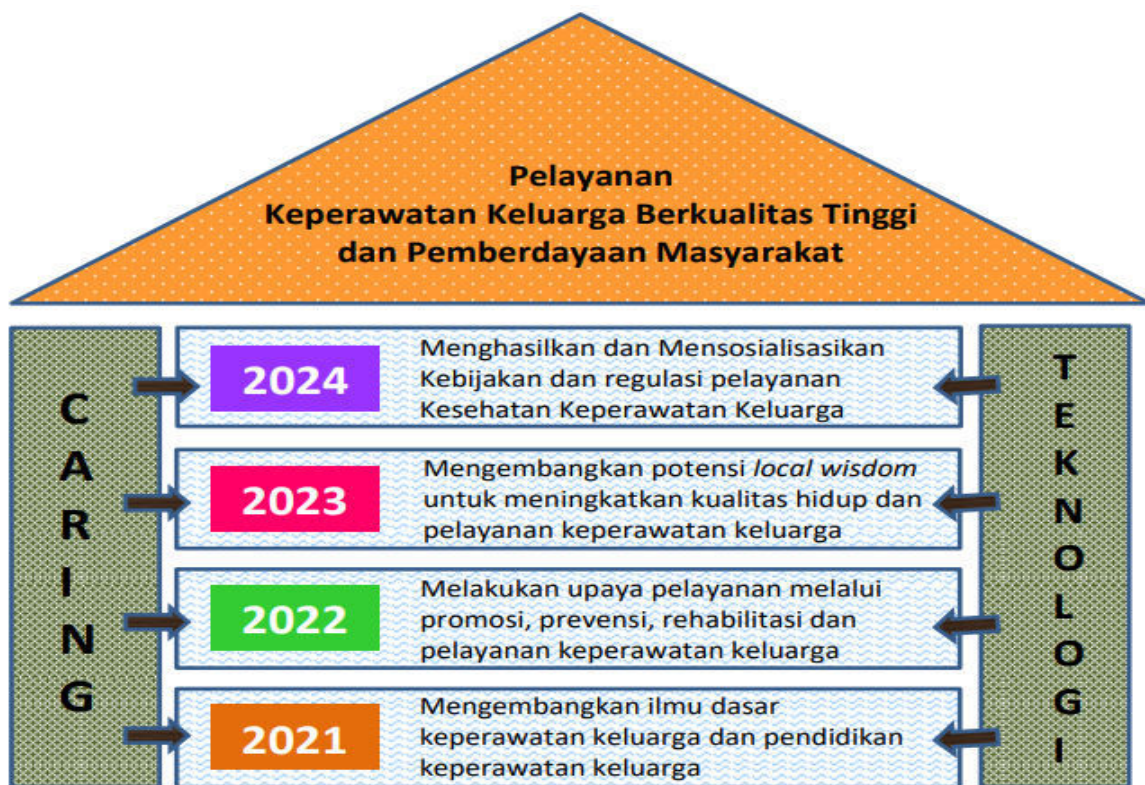 Pelayanan
Keperawatan Keluarga Berkualitas Tinggi
dan Pemberdayaan Masyarakat
CARING
2024
Menghasilkan dan Mensosialisasikan
Kebijakan dan regulasi pelayanan
Kesehatan Keperawatan Keluarga
2023
Mengembangkan potensi local wisdom
untuk meningkatkan kualitas hidup dan
pelayanan keperawatan keluarga
2022
Melakukan upaya pelayanan melalui
promosi, prevensi, rehabilitasi dan
pelayanan keperawatan keluarga
2021
Mengembangkan ilmu dasar
keperawatan keluarga dan pendidikan
keperawatan keluarga
TEKNOLOGI